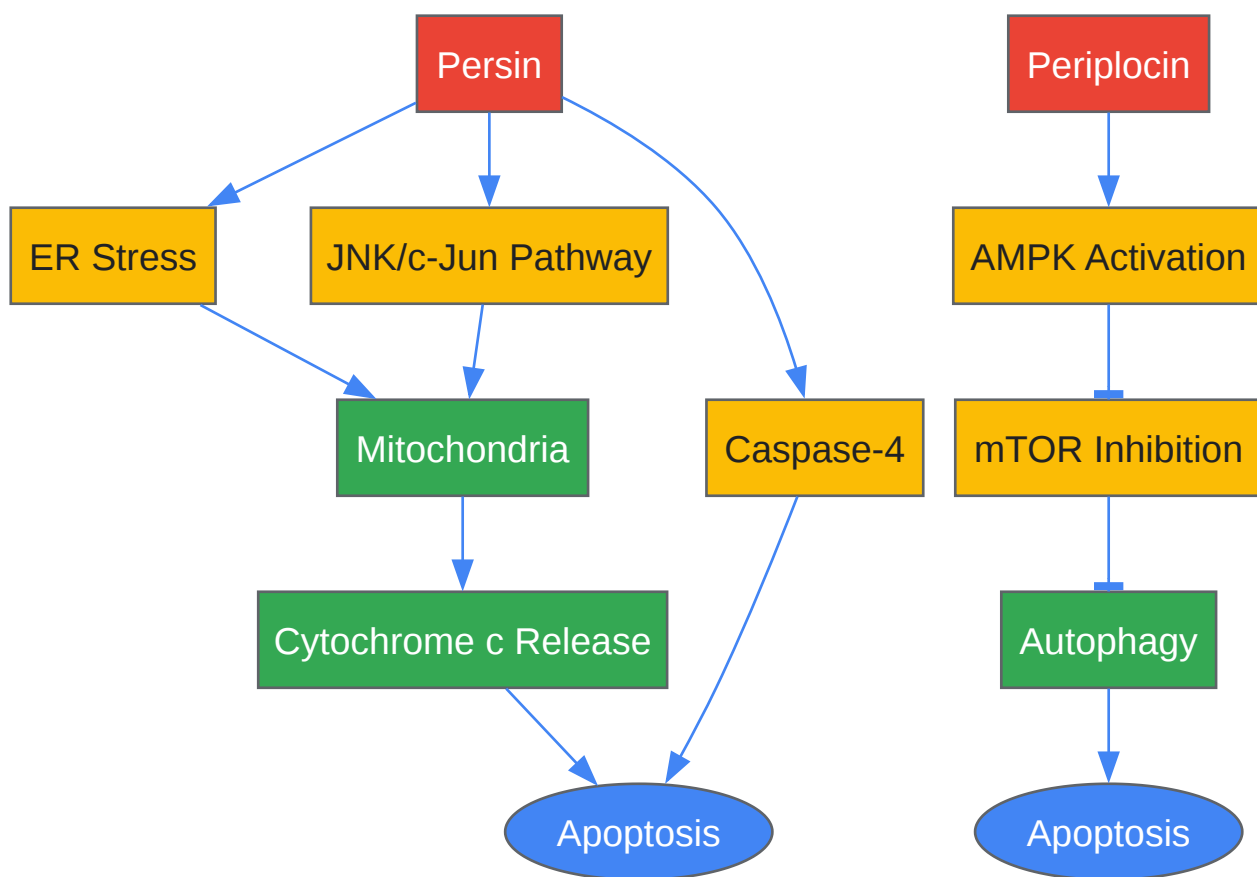 Persin
Periplocin
ER Stress
JNK/c-Jun Pathway
AMPK Activation
Mitochondria
Caspase-4
mTOR Inhibition
Cytochrome c Release
Autophagy
Apoptosis
Apoptosis